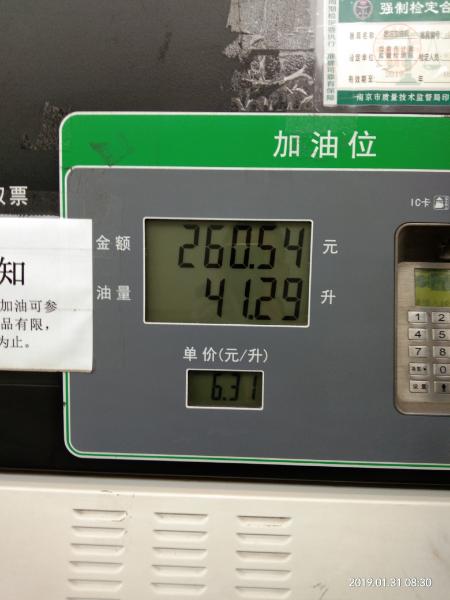 强制检定合
南京市质量技术监督局印
加油位
IC卡
票
知
加油可参
品有限，
为止。
金额 260.54 元
油量 41.29 升
单价(元/升)
6.31
1 2
4 5
7 8
0
设置
2019.01.31 08:30